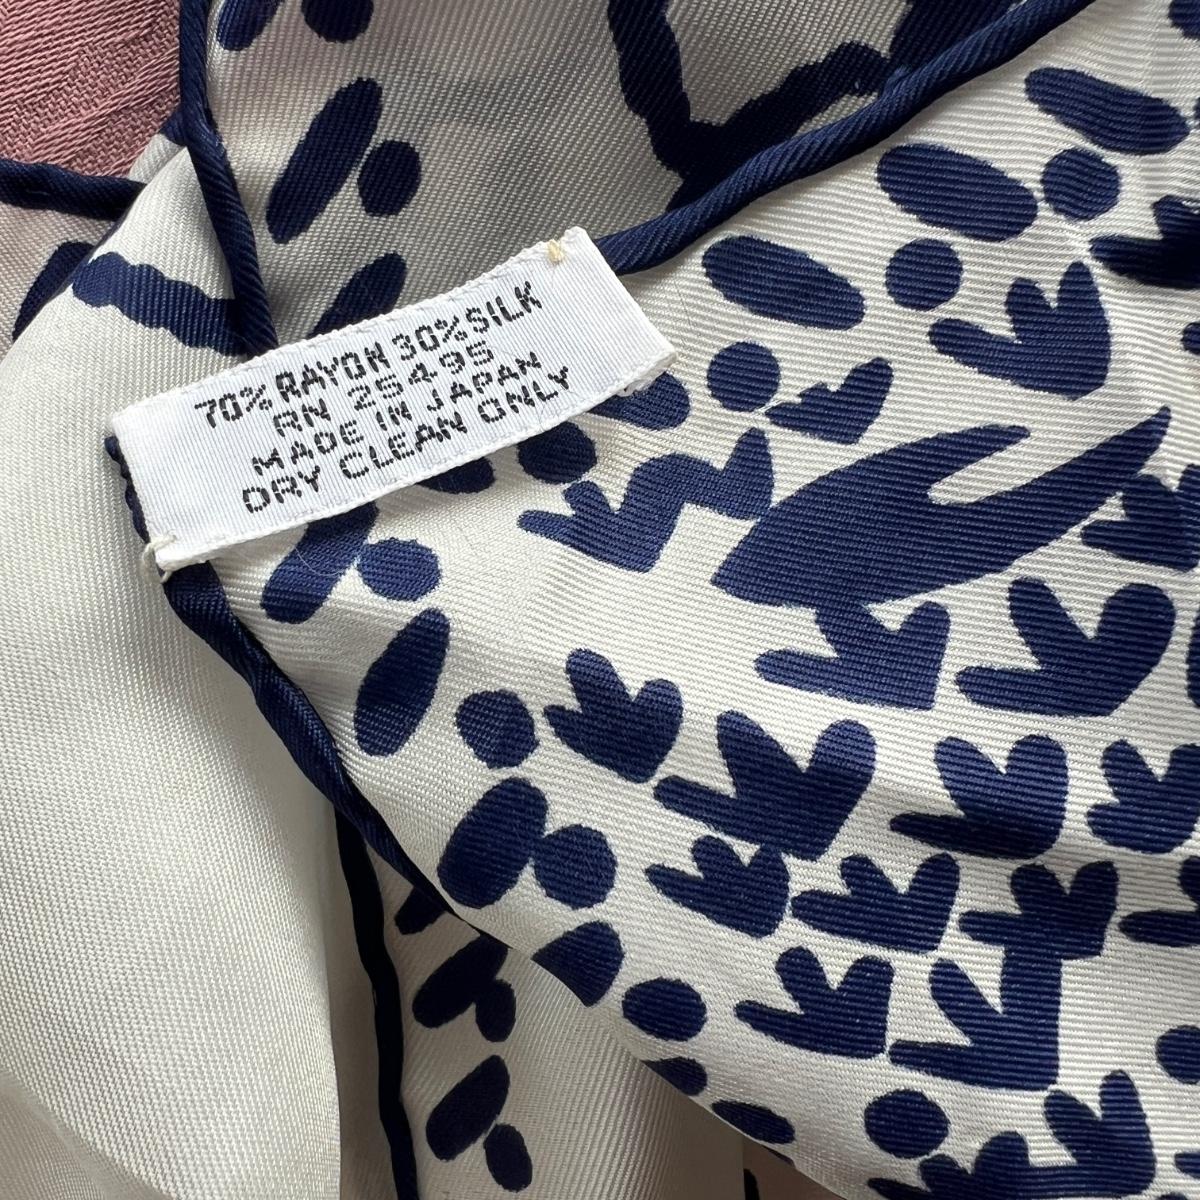 70% RAYON 30% SILK
RN 25495
MADE IN JAPAN
DRY CLEAN ONLY